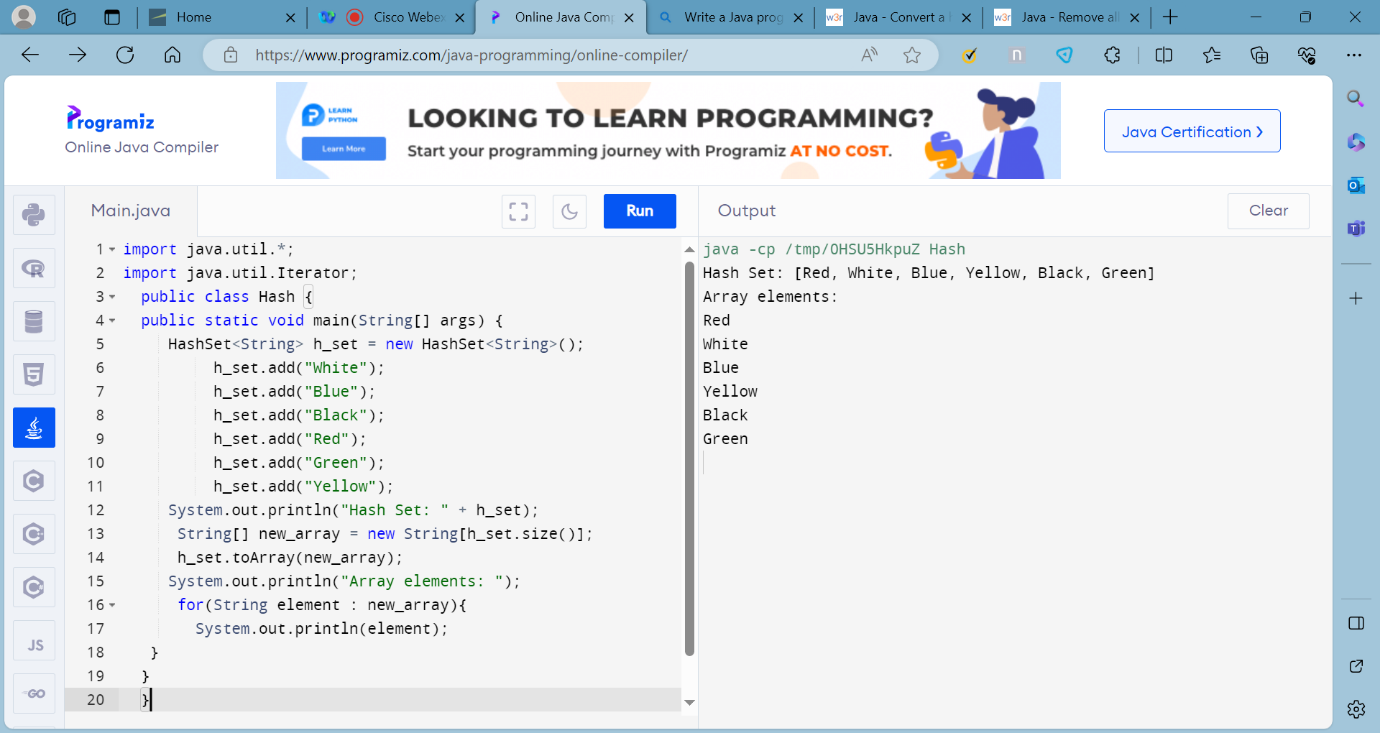 Home
Cisco Webex
Online Java Comp
Write a Java prog
w3r Java - Convert a
w3r Java - Remove all
https://www.programiz.com/java-programming/online-compiler/
Programiz
Online Java Compiler
LEARN
PYTHON
Learn More
LOOKING TO LEARN PROGRAMMING?
Start your programming journey with Programiz AT NO COST.
Java Certification
Main.java
Run
Output
Clear
1 import java.util.*;
2 import java.util.Iterator;
3 public class Hash {
4 public static void main(String[] args) {
5 HashSet<String> h_set = new HashSet<String>();
6 h_set.add("White");
7 h_set.add("Blue");
8 h_set.add("Black");
9 h_set.add("Red");
10 h_set.add("Green");
11 h_set.add("Yellow");
12 System.out.println("Hash Set: " + h_set);
13 String[] new_array = new String[h_set.size()];
14 h_set.toArray(new_array);
15 System.out.println("Array elements: ");
16 for(String element : new_array){
17 System.out.println(element);
18 }
19 }
20 }
java -cp /tmp/OHSU5HkpuZ Hash
Hash Set: [Red, White, Blue, Yellow, Black, Green]
Array elements:
Red
White
Blue
Yellow
Black
Green
JS
GO